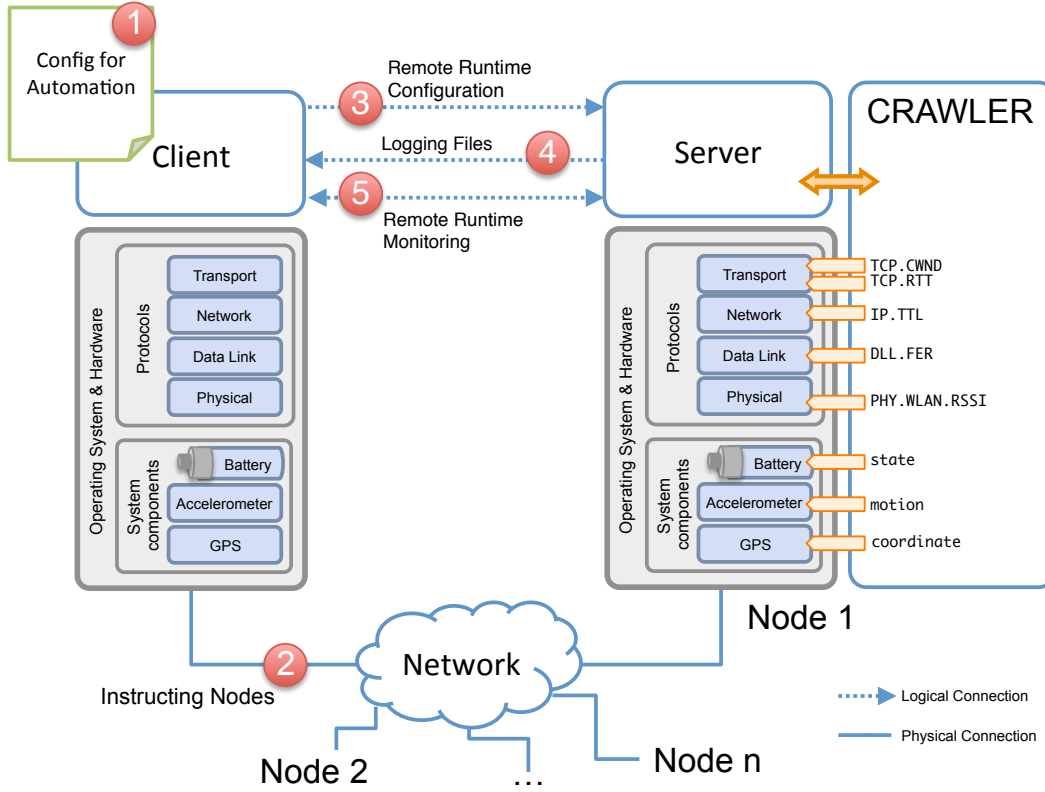 1
Config for
Automation
Client
Remote Runtime
Configuration
3
Logging Files
4
5
Remote Runtime
Monitoring
Server
CRAWLER
Operating System & Hardware
Protocols
Transport
Network
Data Link
Physical
System
components
Battery
Accelerometer
GPS
Operating System & Hardware
Protocols
Transport
Network
Data Link
Physical
System
components
Battery
Accelerometer
GPS
TCP.CWND
TCP.RTT
IP.TTL
DLL.FER
PHY.WLAN.RSSI
state
motion
coordinate
Node 1
2
Instructing Nodes
Network
Node 2
...
Node n
Logical Connection
Physical Connection